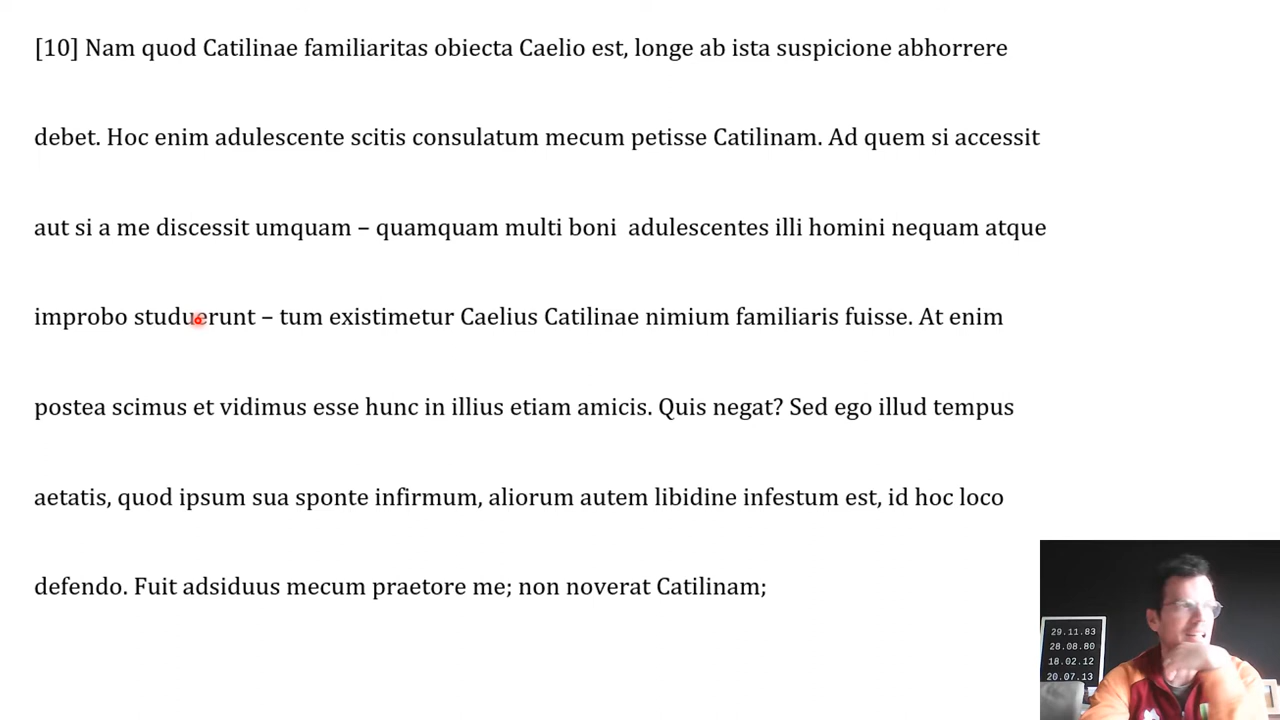 [10] Nam quod Catilinae familiaritas obiecta Caelio est, longe ab ista suspicione abhorrere
debet. Hoc enim adulescente scitis consulatum mecum petisse Catilinam. Ad quem si accessit
aut si a me discessit umquam – quamquam multi boni  adulescentes illi homini nequam atque
improbo studuerunt – tum existimetur Caelius Catilinae nimium familiaris fuisse. At enim
postea scimus et vidimus esse hunc in illius etiam amicis. Quis negat? Sed ego illud tempus
aetatis, quod ipsum sua sponte infirmum, aliorum autem libidine infestum est, id hoc loco
defendo. Fuit adsiduus mecum praetore me; non noverat Catilinam;
29.11.83
28.08.80
18.02.12
20.07.13